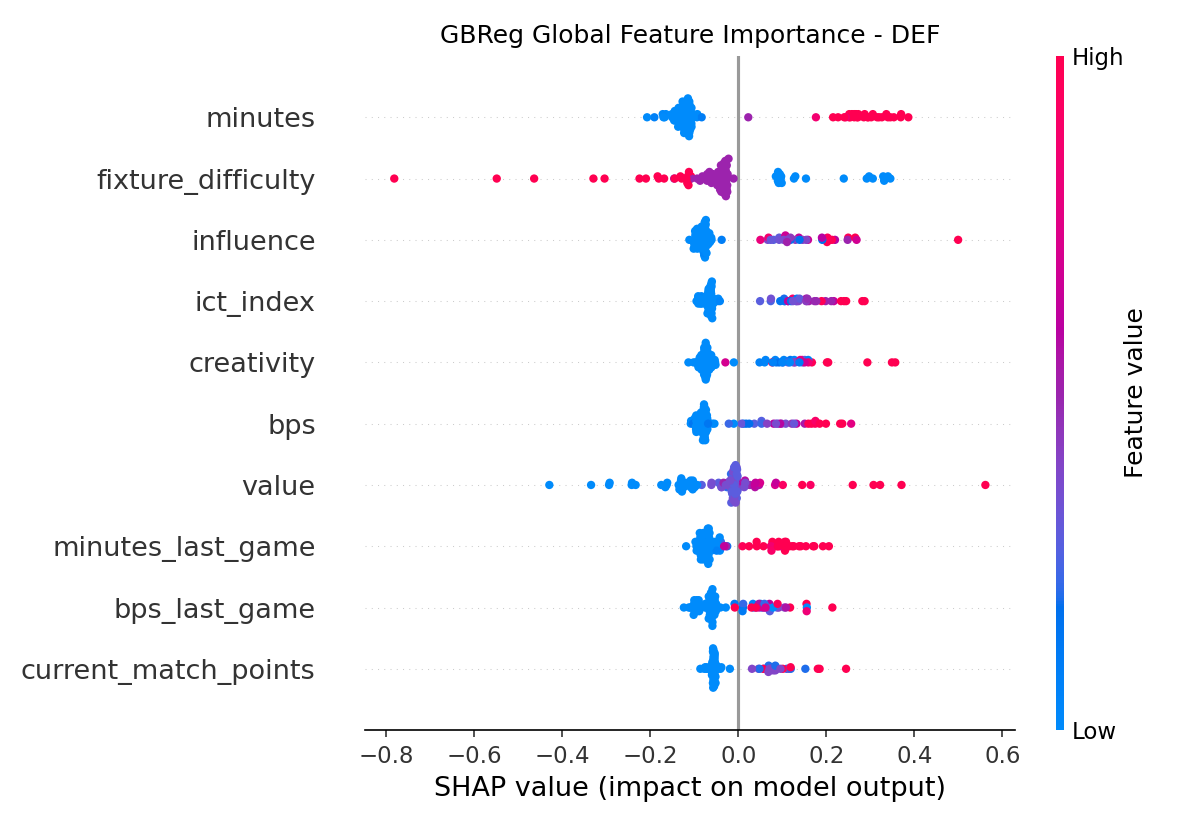 GBReg Global Feature Importance - DEF
High
minutes
fixture_difficulty
influence
ict_index
creativity
bps
value
minutes_last_game
bps_last_game
current_match_points
Feature value
Low
−0.8 −0.6 −0.4 −0.2 0.0 0.2 0.4 0.6
SHAP value (impact on model output)